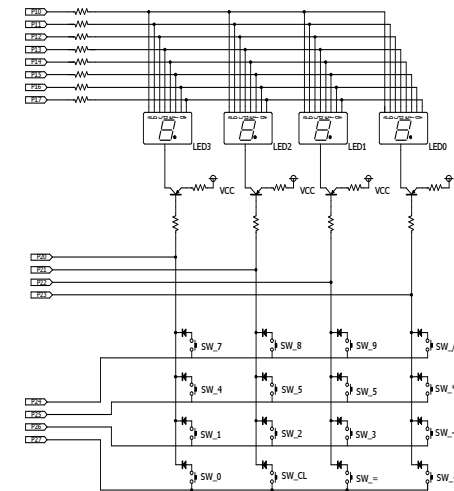 P10
P11
P12
P13
P14
P15
P16
P17
LED3
LED2
LED1
LED0
VCC
VCC
VCC
P20
P21
P22
P23
SW_7
SW_8
SW_9
SW_/
SW_4
SW_5
SW_5
P24
P25
P26
P27
SW_1
SW_2
SW_3
SW_0
SW_CL
SW_=